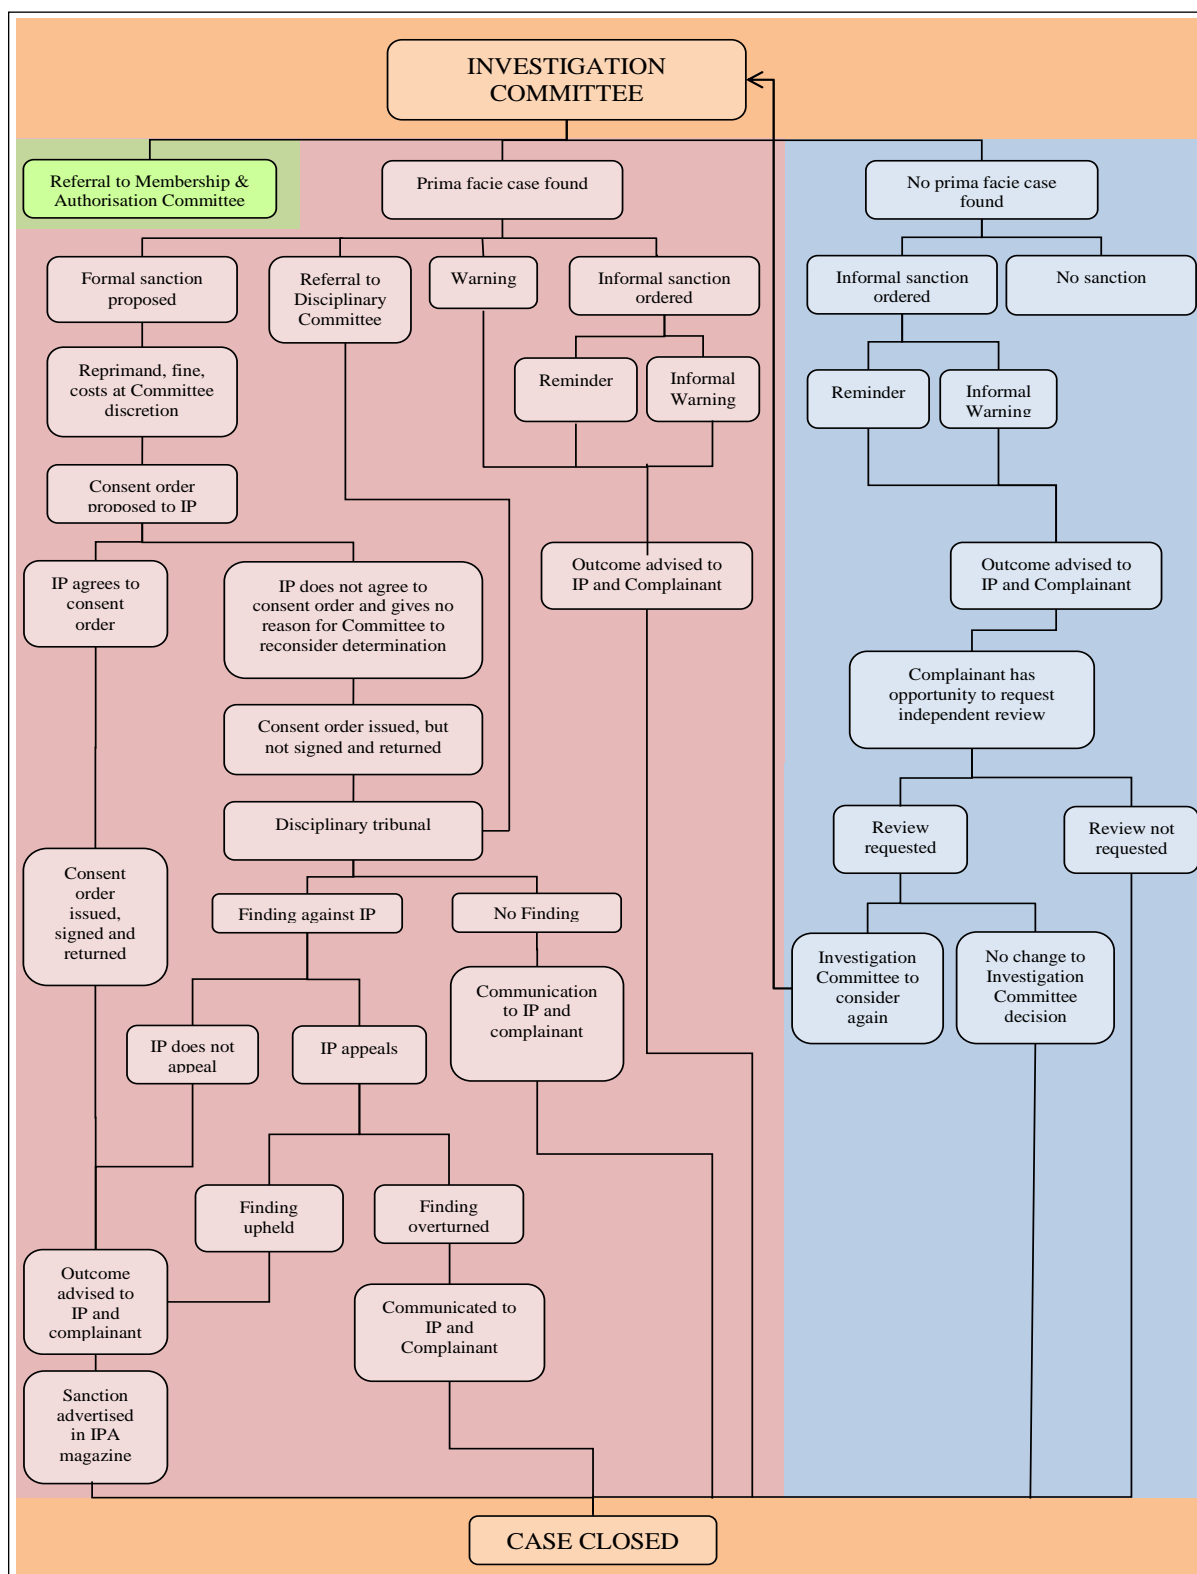 INVESTIGATION
COMMITTEE
Referral to Membership &
Authorisation Committee
Prima facie case found
No prima facie case
found
Formal sanction
proposed
Referral to
Disciplinary
Committee
Warning
Informal sanction
ordered
Informal sanction
ordered
No sanction
Reprimand, fine,
costs at Committee
discretion
Reminder
Informal
Warning
Reminder
Informal
Warning
Consent order
proposed to IP
IP agrees to
consent
order
IP does not agree to
consent order and gives no
reason for Committee to
reconsider determination
Outcome advised to
IP and Complainant
Outcome advised to
IP and Complainant
Complainant has
opportunity to request
independent review
Consent order issued, but
not signed and returned
Disciplinary tribunal
Review
requested
Review not
requested
Consent
order
issued,
signed and
returned
Finding against IP
No Finding
Investigation
Committee to
consider
again
No change to
Investigation
Committee
decision
Communication
to IP and
complainant
IP does not
appeal
IP appeals
Finding
upheld
Finding
overturned
Outcome
advised to
IP and
complainant
Communicated to
IP and
Complainant
Sanction
advertised
in IPA
magazine
CASE CLOSED